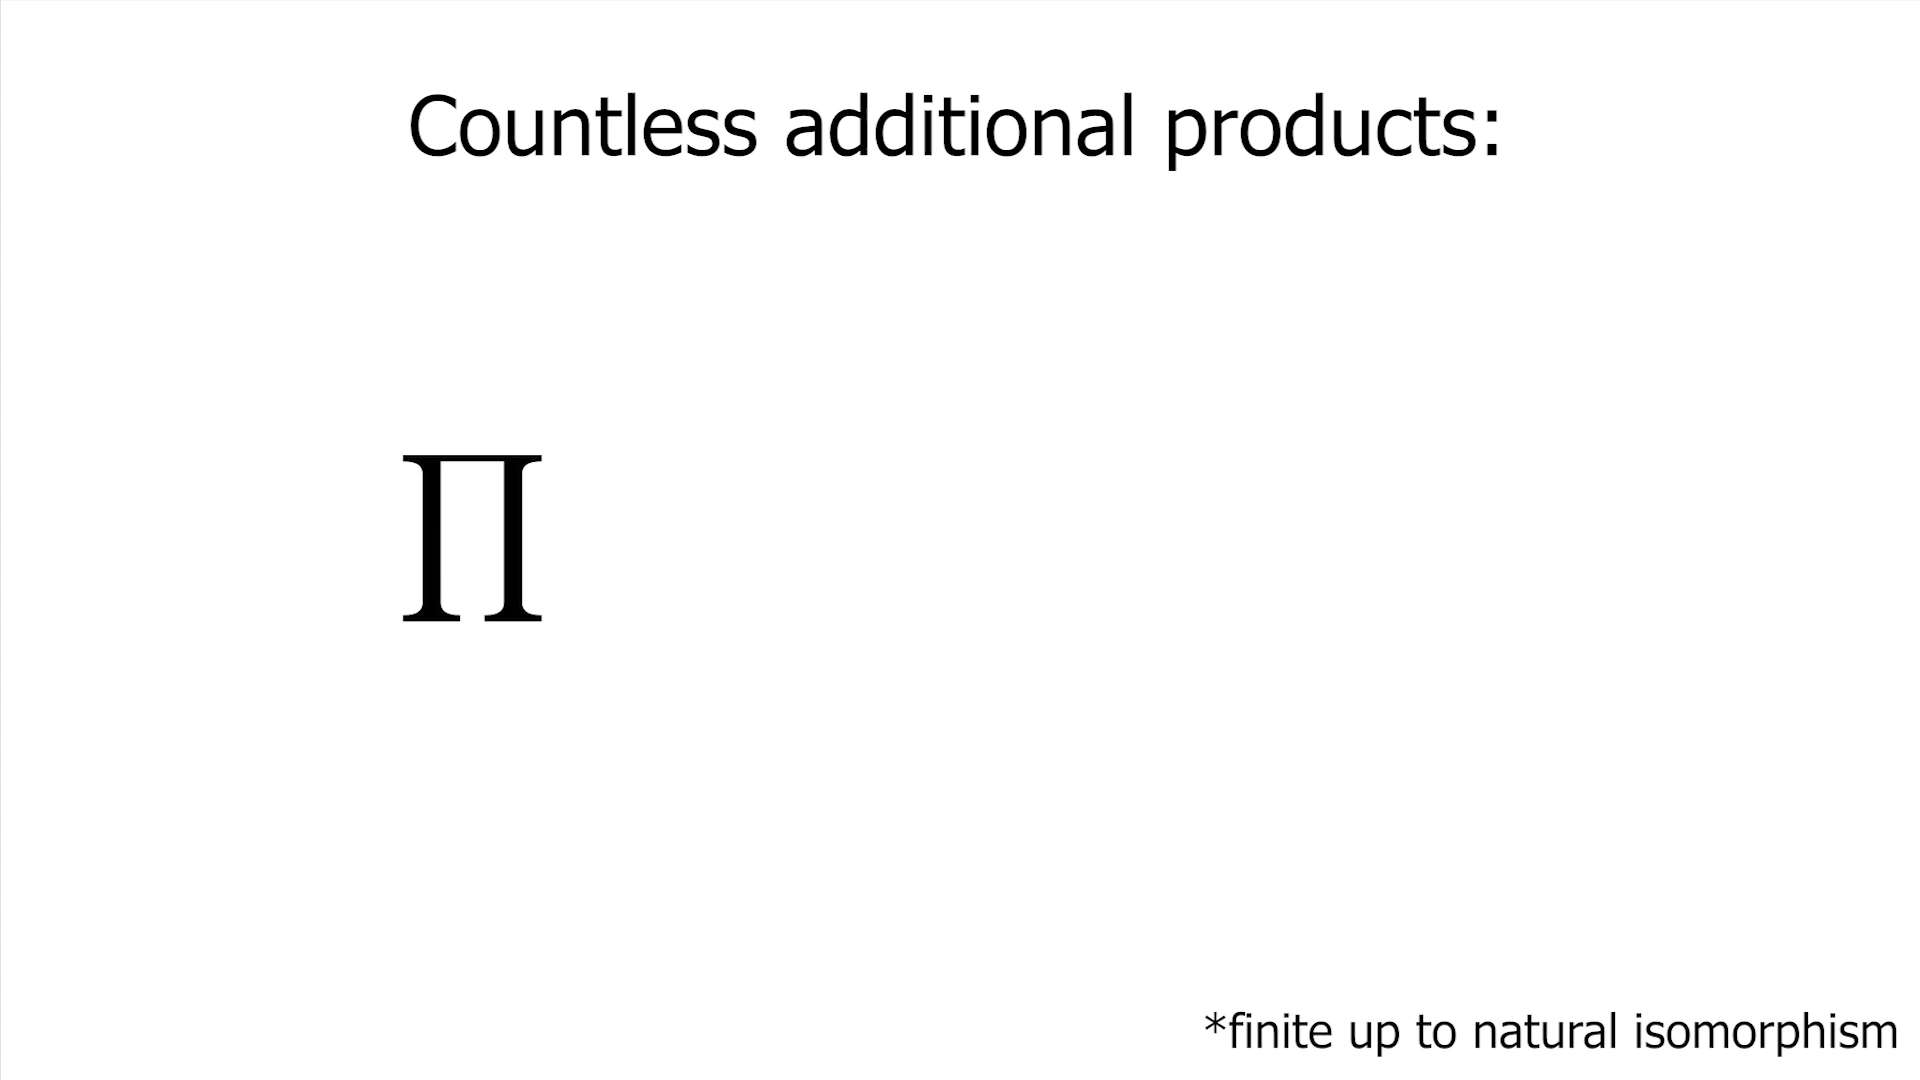 Countless additional products:
∏
*finite up to natural isomorphism